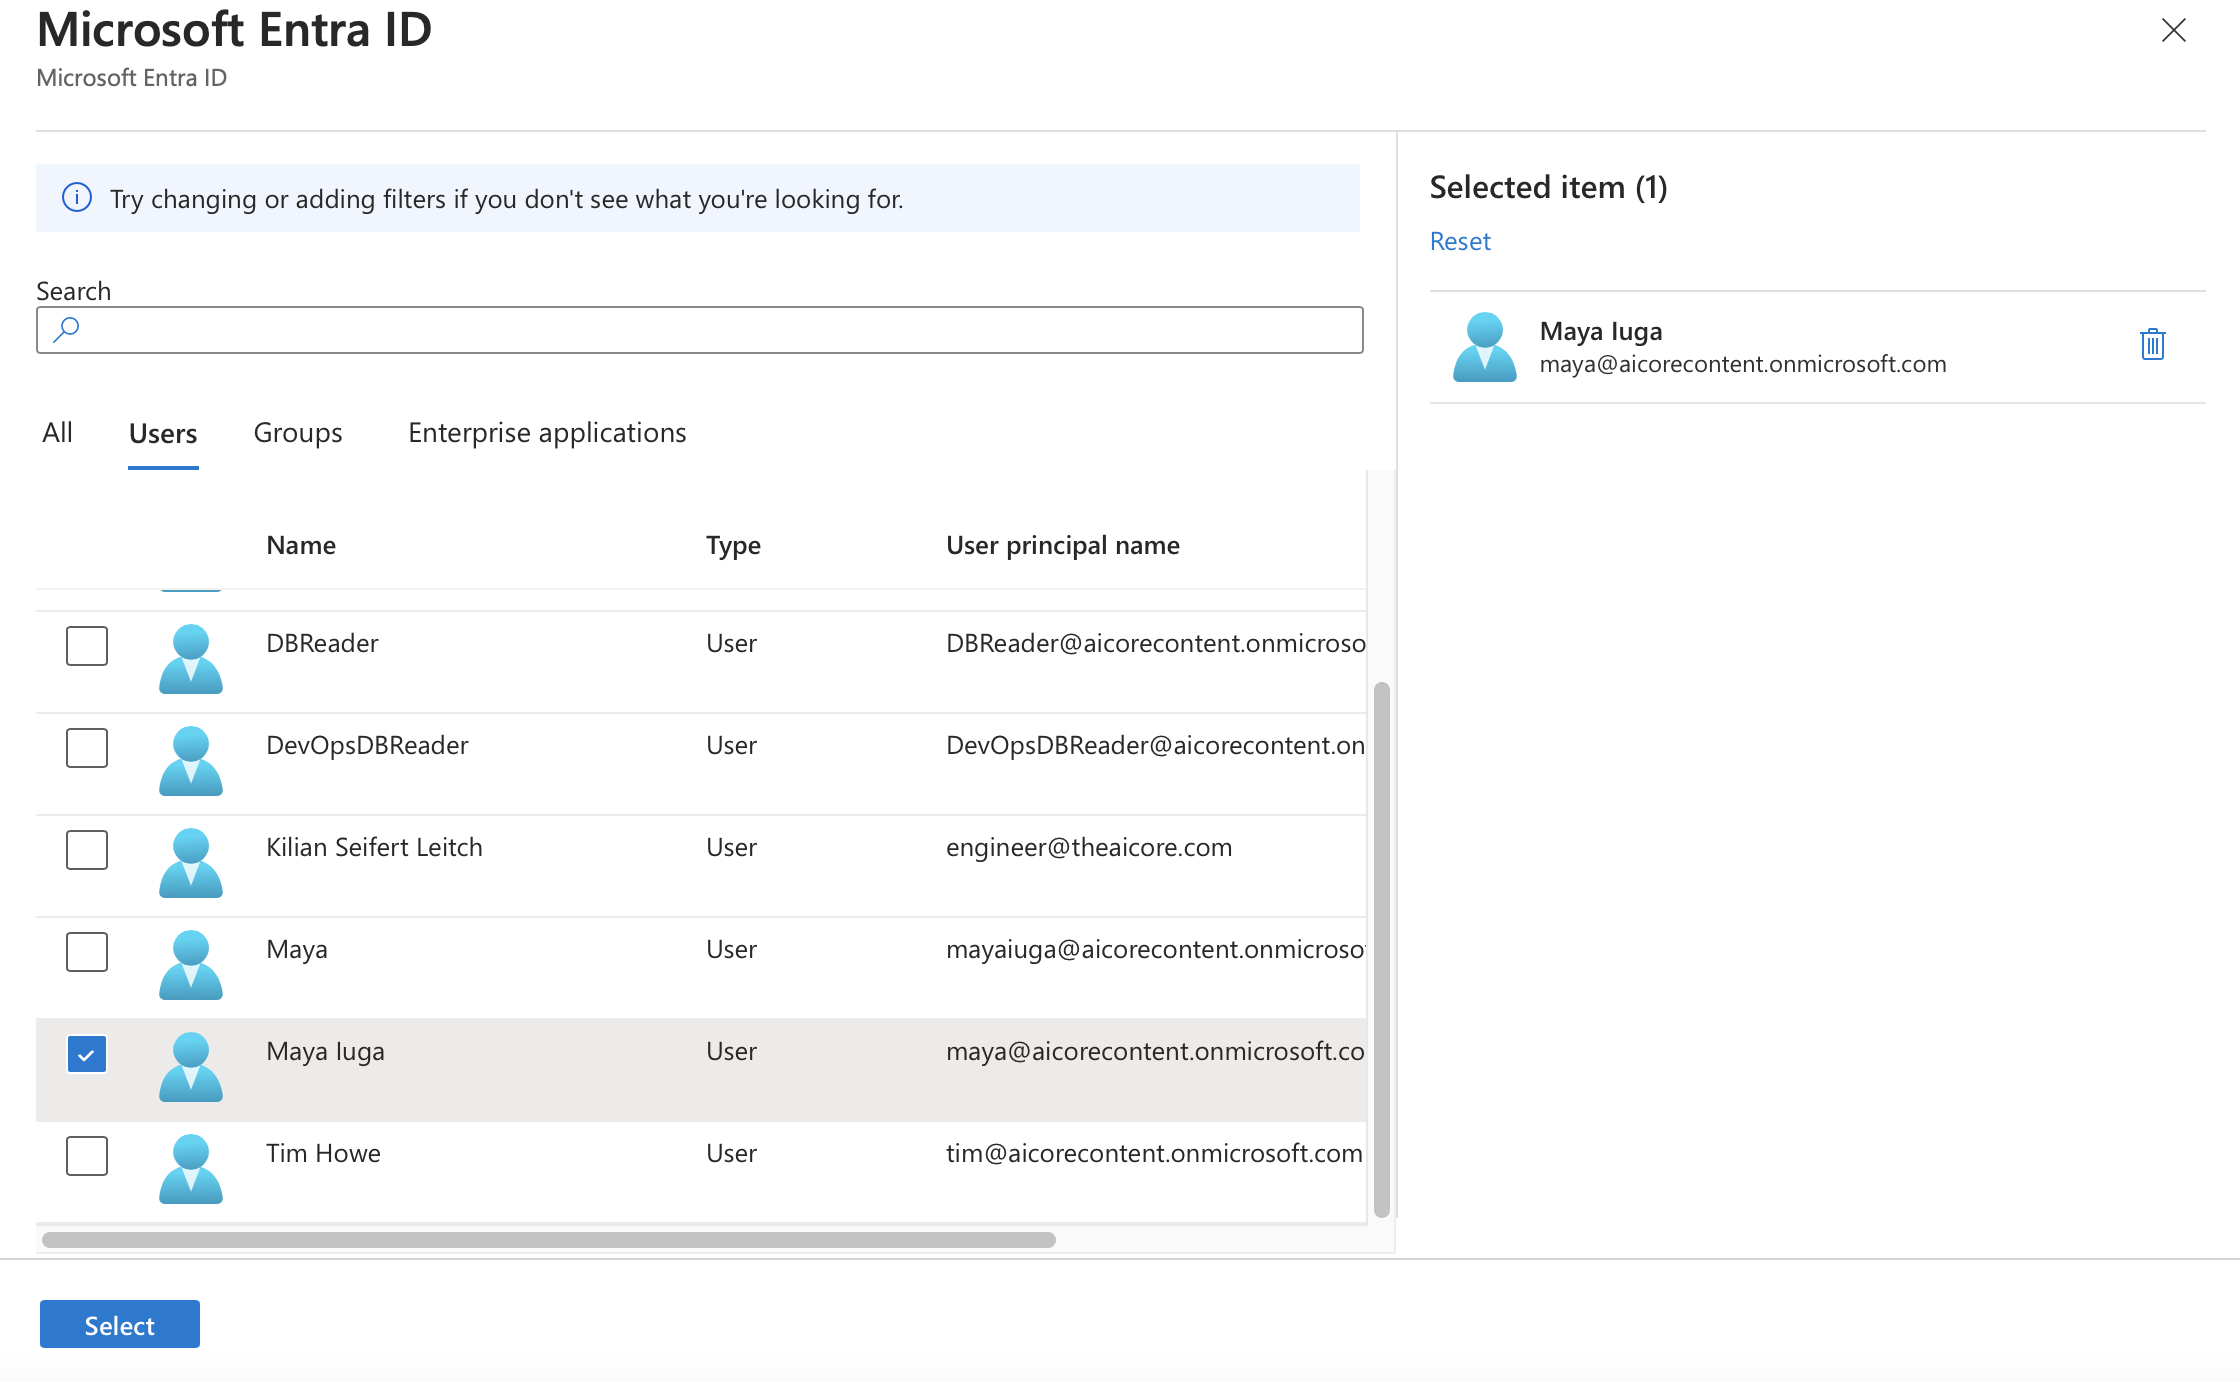 Microsoft Entra ID
Microsoft Entra ID
Try changing or adding filters if you don't see what you're looking for.
Search
All Users Groups Enterprise applications
Name Type User principal name
DBReader User DBReader@aicorecontent.onmicroso
DevOpsDBReader User DevOpsDBReader@aicorecontent.on
Kilian Seifert Leitch User engineer@theaicore.com
Maya User mayaiuga@aicorecontent.onmicroso
Maya Iuga User maya@aicorecontent.onmicrosoft.co
Tim Howe User tim@aicorecontent.onmicrosoft.com
Select
Selected item (1)
Reset
Maya Iuga
maya@aicorecontent.onmicrosoft.com